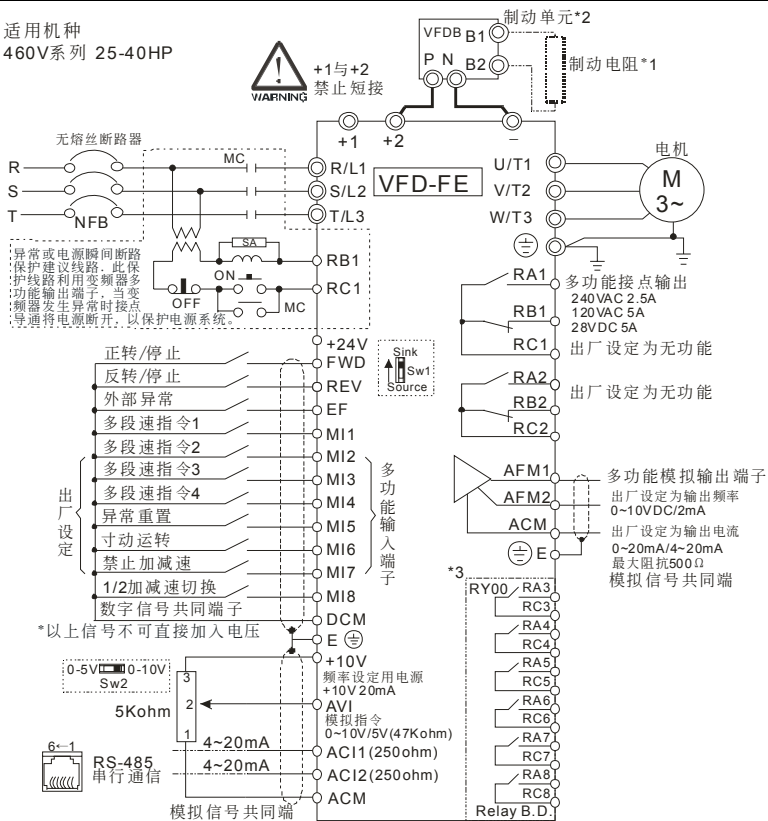 适用机种
460V系列 25-40HP
WARNING
+1与+2
禁止短接
VFDB
B1
B2
P N
制动单元*2
制动电阻*1
+1
+2
−
无熔丝断路器
R
S
T
NFB
MC
R/L1
S/L2
T/L3
VFD-FE
U/T1
V/T2
W/T3
电机
M
3~
异常或电源瞬间断路
保护建议线路．此保
护线路利用变频器多
功能输出端子，当变
频器发生异常时接点
导通将电源断开，以保护电源系统。
SA
ON
OFF
MC
RB1
RC1
RA1
RB1
RC1
多功能接点输出
240VAC 2.5A
120VAC 5A
28VDC 5A
出厂设定为无功能
RA2
RB2
RC2
出厂设定为无功能
+24V
Sink
Sw1
Source
正转/停止
FWD
反转/停止
REV
外部异常
EF
多段速指令1
MI1
多段速指令2
MI2
多段速指令3
MI3
多段速指令4
MI4
异常重置
MI5
寸动运转
MI6
禁止加减速
MI7
1/2加减速切换
MI8
数字信号共同端子
DCM
出厂设定
多功能输入端子
*以上信号不可直接加入电压
E
AFM1
AFM2
ACM
E
多功能模拟输出端子
出厂设定为输出频率
0~10VDC/2mA
出厂设定为输出电流
0~20mA/4~20mA
最大阻抗500Ω
模拟信号共同端
*3
RY00
RA3
RC3
RA4
RC4
RA5
RC5
RA6
RC6
RA7
RC7
RA8
RC8
Relay B.D.
0-5V
0-10V
Sw2
+10V
频率设定用电源
+10V 20mA
3
2
1
5Kohm
AVI
模拟指令
0~10V/5V(47Kohm)
6←1
RS-485
串行通信
4~20mA
ACI1(250ohm)
4~20mA
ACI2(250ohm)
ACM
模拟信号共同端